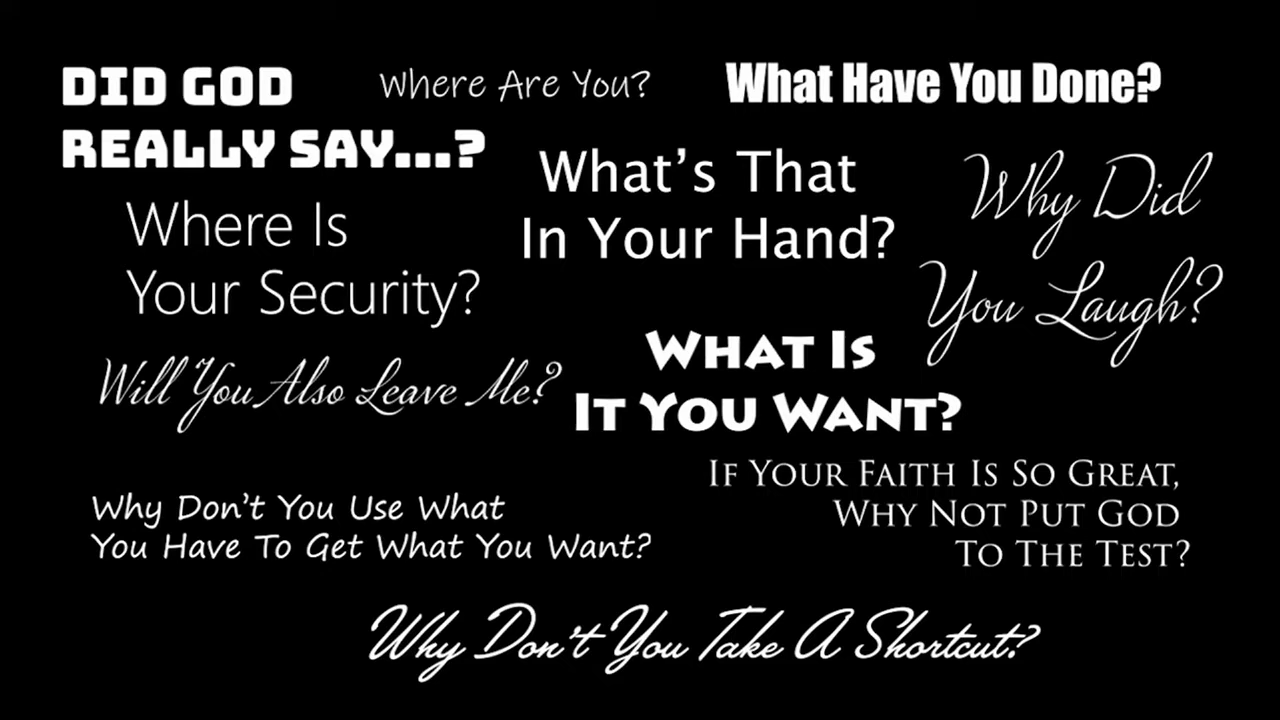 DID GOD
REALLY SAY...?
Where Are You?
What Have You Done?
What's That
In Your Hand?
Why Did
You Laugh?
Where Is
Your Security?
What Is
It You Want?
Will You Also Leave Me?
If Your Faith Is So Great,
Why Not Put God
To The Test?
Why Don't You Use What
You Have To Get What You Want?
Why Don't You Take A Shortcut?